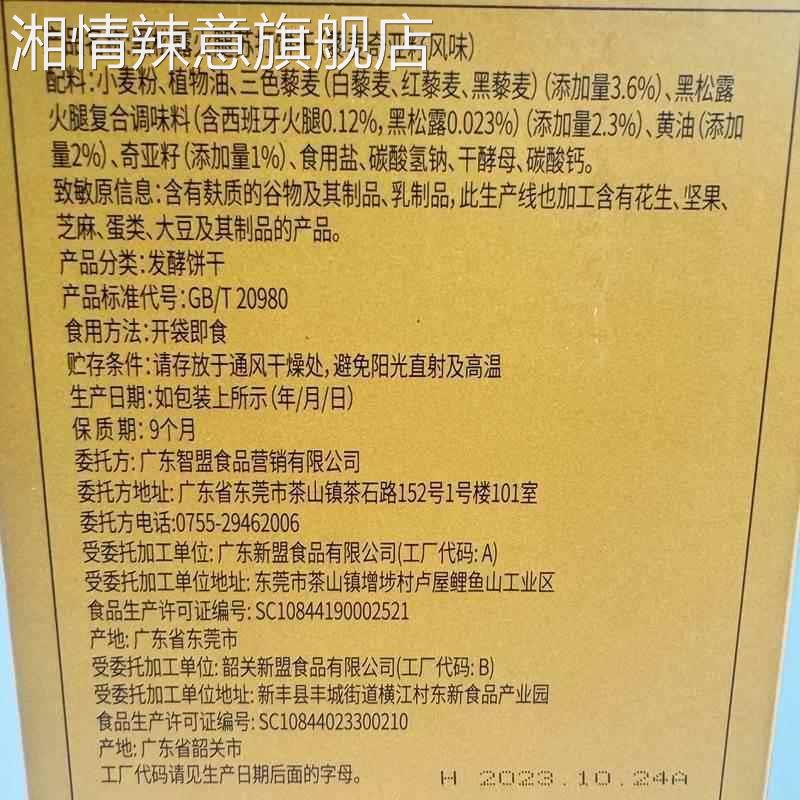 湘情辣意旗舰店
风味)
配料:小麦粉、植物油、三色藜麦(白藜麦、红藜麦、黑藜麦)(添加量3.6%)、黑松露
火腿复合调味料(含西班牙火腿0.12%,黑松露0.023%)(添加量2.3%)、黄油(添加
量2%)、奇亚籽(添加量1%)、食用盐、碳酸氢钠、干酵母、碳酸钙。
致敏原信息:含有麸质的谷物及其制品、乳制品,此生产线也加工含有花生、坚果、
芝麻、蛋类、大豆及其制品的产品。
产品分类:发酵饼干
产品标准代号:GB/T 20980
食用方法:开袋即食
贮存条件:请存放于通风干燥处,避免阳光直射及高温
生产日期:如包装上所示(年/月/日)
保质期:9个月
委托方:广东智盟食品营销有限公司
委托方地址:广东省东莞市茶山镇茶石路152号1号楼101室
委托方电话:0755-29462006
受委托加工单位:广东新盟食品有限公司(工厂代码:A)
受委托加工单位地址:东莞市茶山镇增埗村卢屋鲤鱼山工业区
食品生产许可证编号:SC10844190002521
产地:广东省东莞市
受委托加工单位:韶关新盟食品有限公司(工厂代码:B)
受委托加工单位地址:新丰县丰城街道横江村东新食品产业园
食品生产许可证编号:SC10844023300210
产地:广东省韶关市
工厂代码请见生产日期后面的字母。
H 2023.10.24A